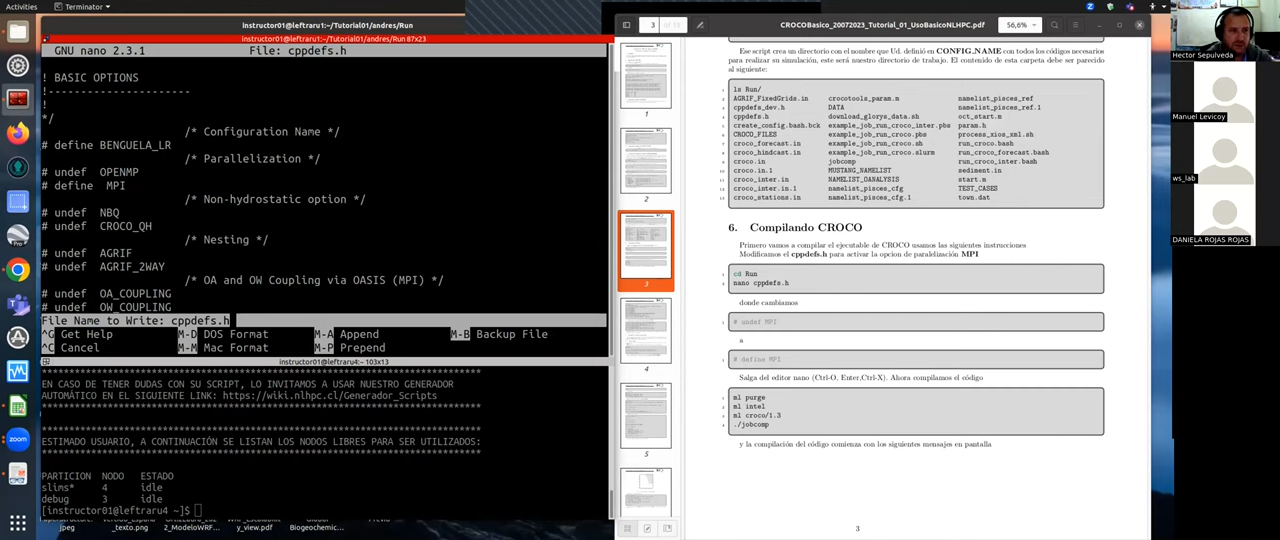 Terminator
instructor01@leftraru1:~/Tutorial01/andres/Run
instructor01@leftraru1:~/Tutorial01/andres/Run 87x23
GNU nano 2.3.1 File: cppdefs.h
! BASIC OPTIONS
!---------------------
!
*/
/* Configuration Name */
# define BENGUELA_LR
/* Parallelization */
# undef OPENMP
# define MPI
/* Non-hydrostatic option */
# undef NBQ
# undef CROCO_QH
/* Nesting */
# undef AGRIF
# undef AGRIF_2WAY
/* OA and OW Coupling via OASIS (MPI) */
# undef OA_COUPLING
# undef OW_COUPLING
File Name to Write: cppdefs.h
^G Get Help M-D DOS Format M-A Append M-B Backup File
^C Cancel M-M Mac Format M-P Prepend
instructor01@leftraru4:~ 103x13
EN CASO DE TENER DUDAS CON SU SCRIPT, LO INVITAMOS A USAR NUESTRO GENERADOR
AUTOMÁTICO EN EL SIGUIENTE LINK: https://wiki.nlhpc.cl/Generador_Scripts
ESTIMADO USUARIO, A CONTINUACIÓN SE LISTAN LOS NODOS LIBRES PARA SER UTILIZADOS:
PARTICION NODO ESTADO
slims* 4 idle
debug 3 idle
[instructor01@leftraru4 ~]$
jpeg _texto.png 2_ModeloWRF... y_view.pdf Biogeochemic...
3 CROCOBasico_20072023_Tutorial_01_UsoBasicoNLHPC.pdf 56,6%
1
2
3
4
5
6
Ese script crea un directorio con el nombre que Ud. definió en CONFIG_NAME con todos los códigos necesarios
para realizar su simulación, este será nuestro directorio de trabajo. El contenido de esta carpeta debe ser parecido
al siguiente:
ls Run/
AGRIF_FixedGrids.in crocotools_param.m namelist_pisces_ref
cppdefs_dev.h DATA namelist_pisces_ref.1
cppdefs.h download_glorys_data.sh oct_start.m
create_config.bash.bck example_job_run_croco_inter.pbs param.h
CROCO_FILES example_job_run_croco.pbs process_xios_xml.sh
croco_forecast.in example_job_run_croco.sh run_croco.bash
croco_hindcast.in example_job_run_croco.slurm run_croco_forecast.bash
croco.in jobcomp run_croco_inter.bash
croco.in.1 MUSTANG_NAMELIST sediment.in
croco_inter.in NAMELIST_OANALYSIS start.m
croco_inter.in.1 namelist_pisces_cfg TEST_CASES
croco_stations.in namelist_pisces_cfg.1 town.dat
6. Compilando CROCO
Primero vamos a compilar el ejecutable de CROCO usamos las siguientes instrucciones
Modificamos el cppdefs.h para activar la opcion de paralelización MPI
cd Run
nano cppdefs.h
donde cambiamos
# undef MPI
a
# define MPI
Salga del editor nano (Ctrl-O, Enter,Ctrl-X). Ahora compilamos el código
ml purge
ml intel
ml croco/1.3
./jobcomp
y la compilación del código comienza con los siguientes mensajes en pantalla
3
Hector Sepulveda
Manuel Levicoy
ws_lab
DANIELA ROJAS ROJAS